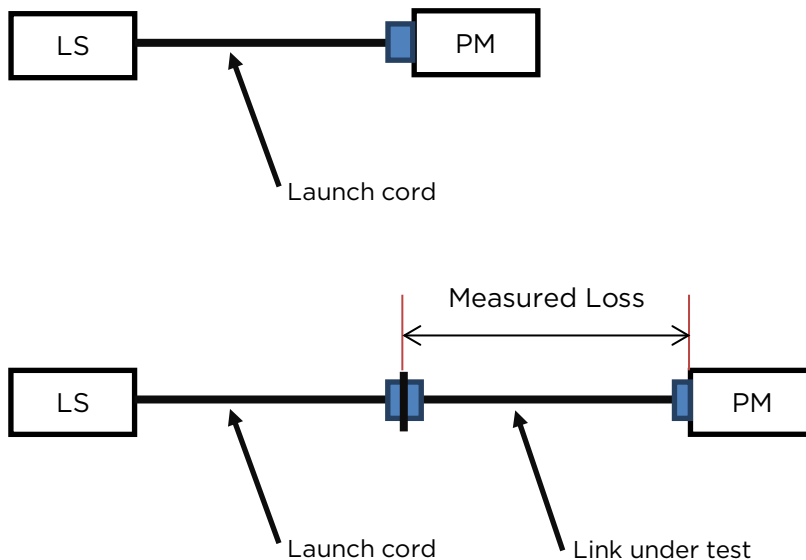 LS
PM
Launch cord
Measured Loss
LS
PM
Launch cord
Link under test